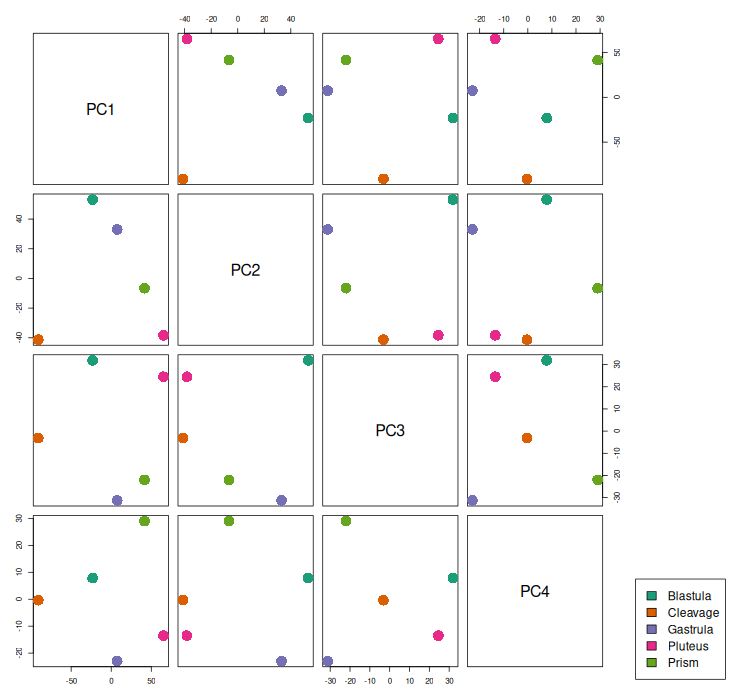 -40 -20 0 20 40
-20 -10 0 10 20 30
PC1
-50 0 50
-40 -20 0 20 40
PC2
PC3
-30 -20 -10 0 10 20 30
-20 -10 0 10 20 30
PC4
-50 0 50
-30 -20 -10 0 10 20 30
Blastula
Cleavage
Gastrula
Pluteus
Prism